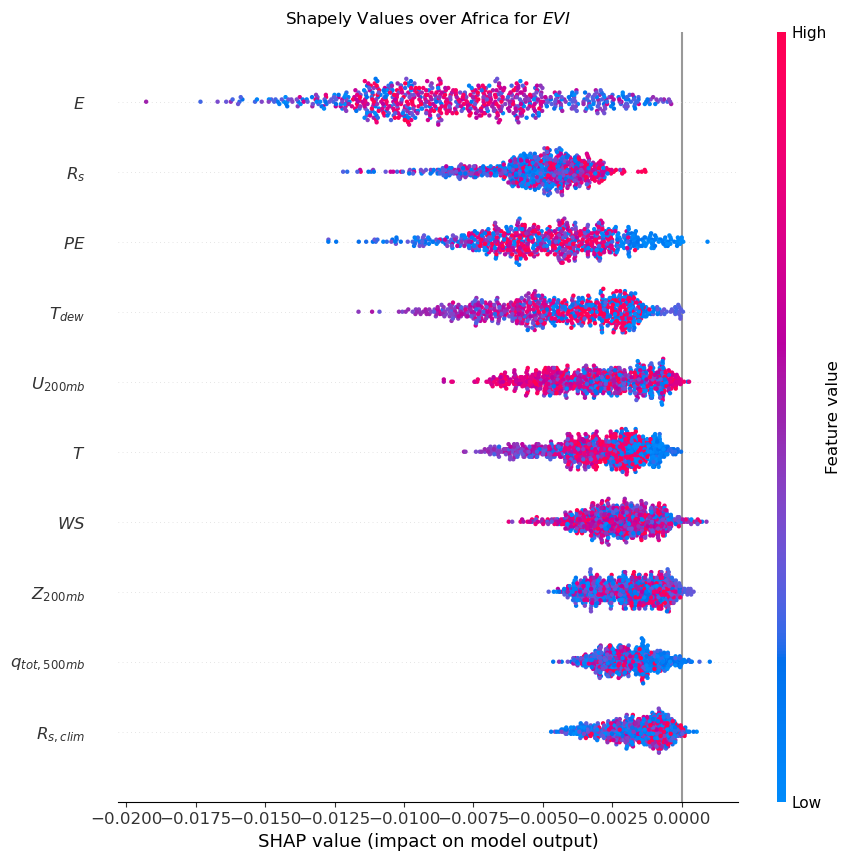 Shapely Values over Africa for EVI
High
E
R_s
PE
T_dew
U_200mb
T
WS
Z_200mb
q_tot,500mb
R_s,clim
Feature value
Low
−0.0200 −0.0175 −0.0150 −0.0125 −0.0100 −0.0075 −0.0050 −0.0025 0.0000
SHAP value (impact on model output)